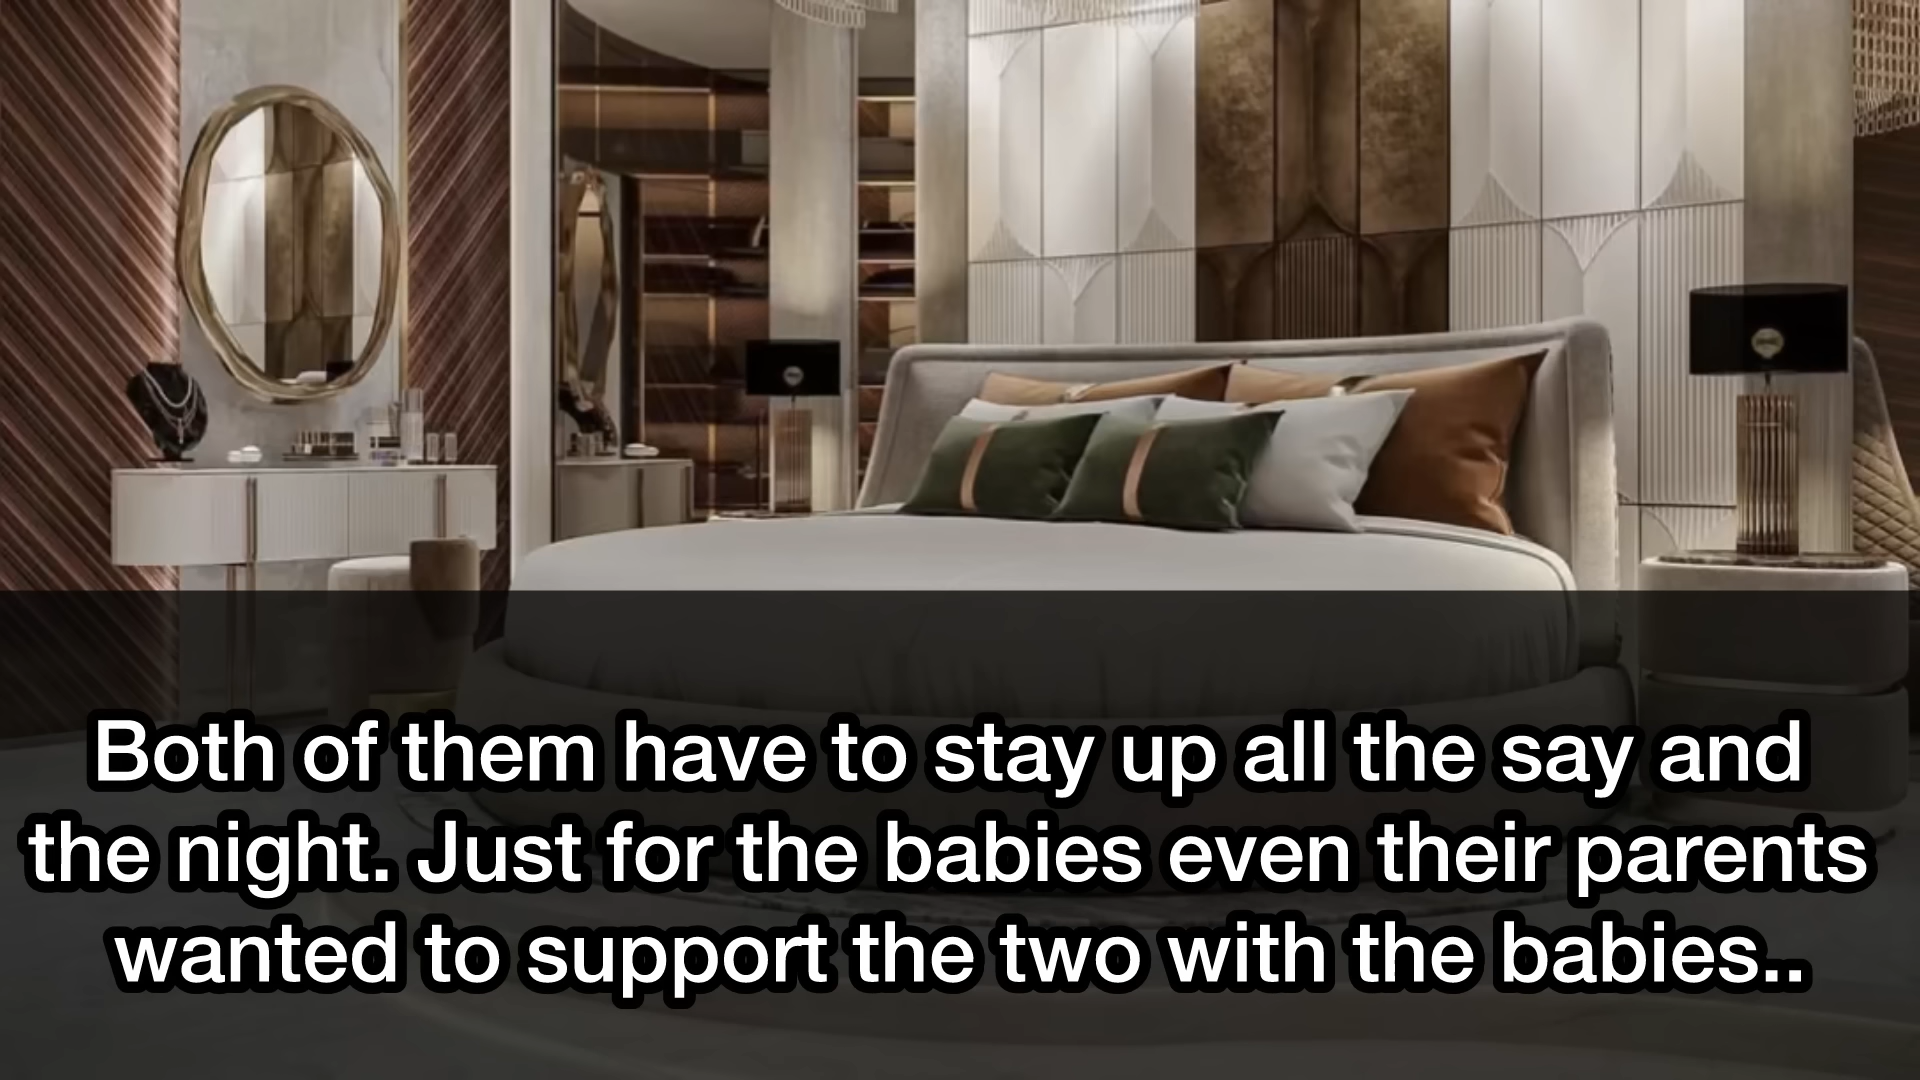 Both of them have to stay up all the say and
the night. Just for the babies even their parents
wanted to support the two with the babies..